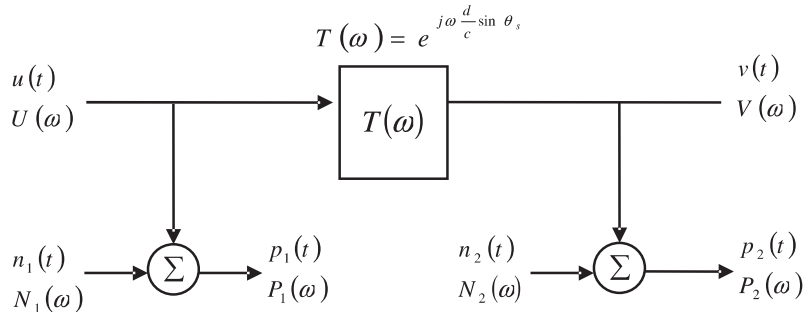 T(ω) = e^{jω d/c sin θ_s}
u(t)
U(ω)
T(ω)
v(t)
V(ω)
n₁(t)
N₁(ω)
Σ
p₁(t)
P₁(ω)
n₂(t)
N₂(ω)
Σ
p₂(t)
P₂(ω)